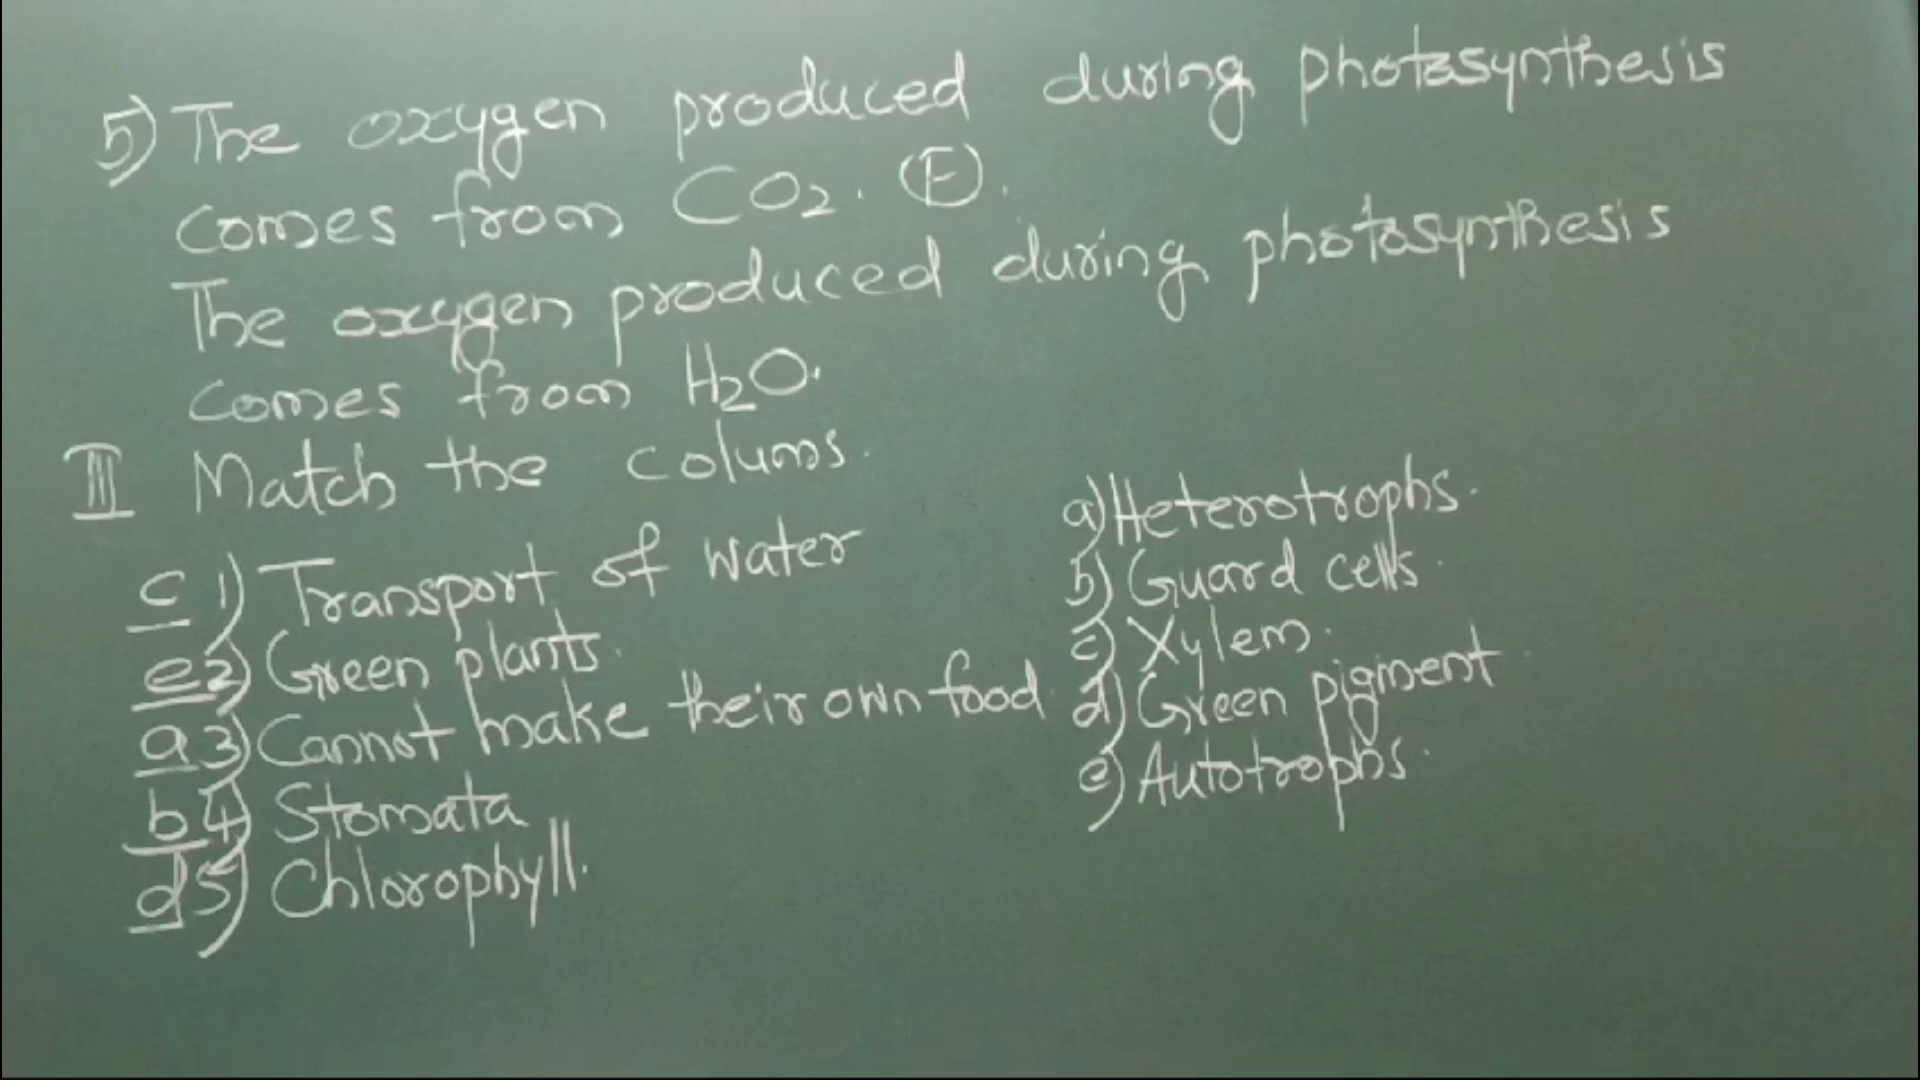 5) The oxygen produced during photosynthesis
comes from CO2. (F).
The oxygen produced during photosynthesis
comes from H2O.
III Match the colums.
c 1) Transport of water a) Heterotrophs.
e 2) Green plants. b) Guard cells.
a 3) Cannot make their own food. c) Xylem.
b 4) Stomata d) Green pigment.
d 5) Chlorophyll. e) Autotrophs.